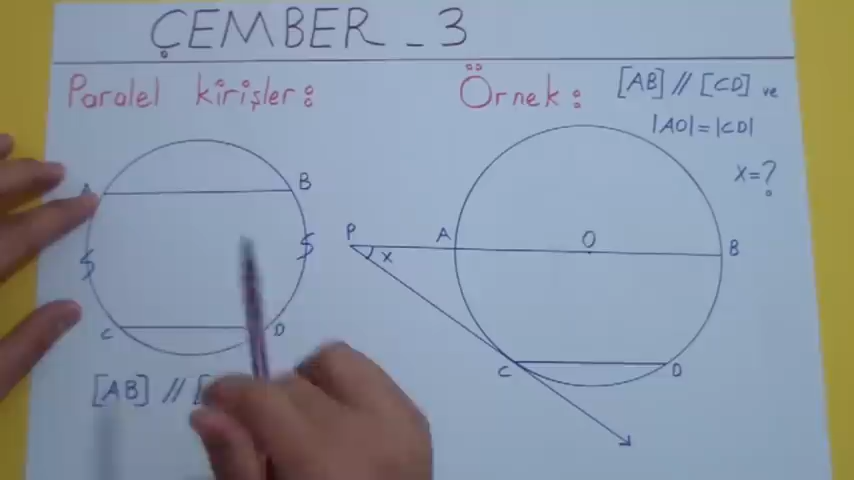 ÇEMBER - 3
Paralel kirişler:
A
B
C
D
[AB] // [
Örnek:
[AB] // [CD] ve
|AO|=|CD|
x=?
P
x
A
O
B
C
D